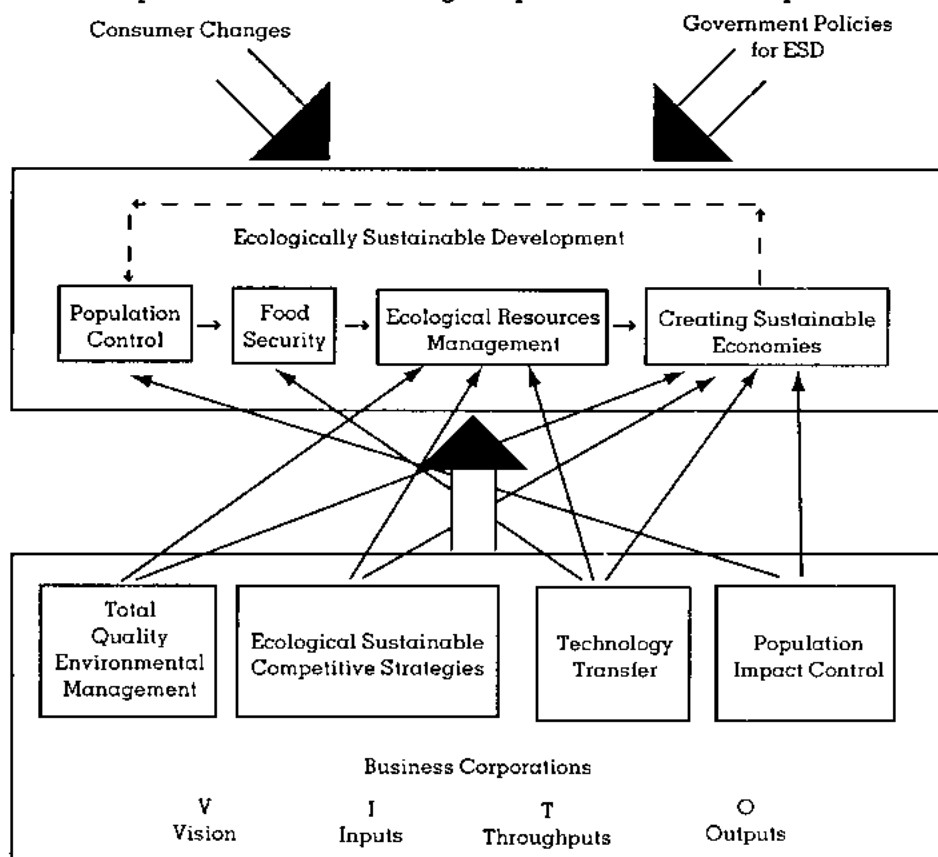 Consumer Changes
Government Policies
for ESD
Ecologically Sustainable Development
Population
Control
Food
Security
Ecological Resources
Management
Creating Sustainable
Economies
Total
Quality
Environmental
Management
Ecological Sustainable
Competitive Strategies
Technology
Transfer
Population
Impact Control
Business Corporations
V
Vision
I
Inputs
T
Throughputs
O
Outputs